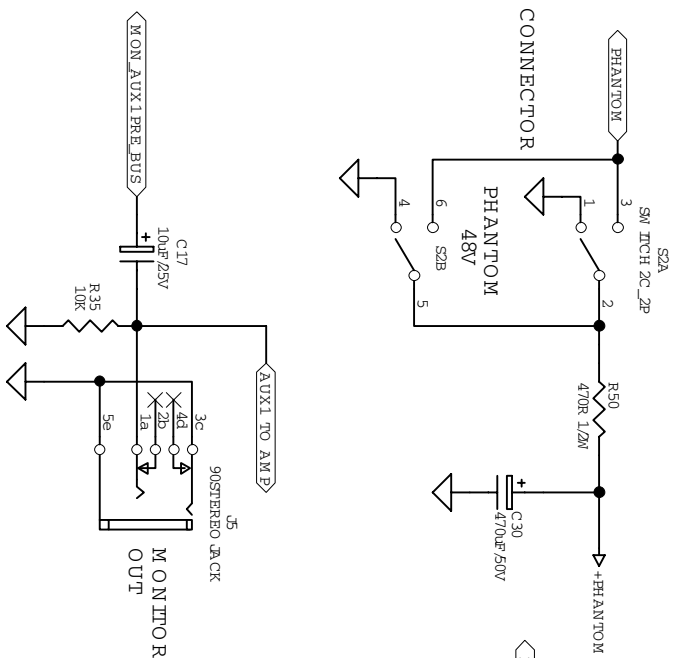 CONNECTOR
PHANTOM
S2A
SWITCH 2C_2P
3
1
2
6
4
5
S2B
PHANTOM
48V
R50
470R 1/2W
C30
470uF/50V
+PHANTOM
MON_AUX1PRE_BUS
C17
10uF/25V
+
R35
10K
AUX1 TO AMP
3c
4d
2b
1a
5e
J5
90STEREO JACK
MONITOR
OUT
+